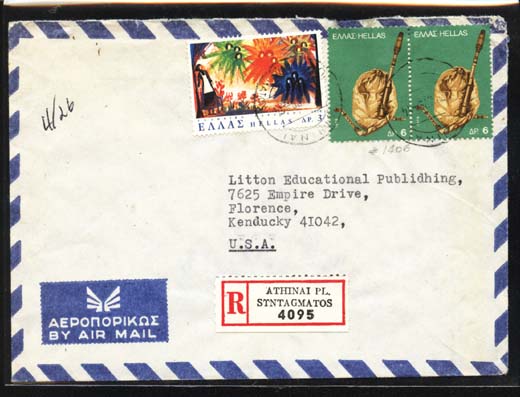 4/26
ΕΛΛΑΣ HELLAS ΔΡ. 3
ΕΛΛΑΣ HELLAS
ΔΡ. 6
ΕΛΛΑΣ HELLAS
ΔΡ. 6
#1406
Litton Educational Publidhing,
7625 Empire Drive,
Florence,
Kenducky 41042,
U.S.A.
R
ATHINAI PL.
SYNTAGMATOS
4095
ΑΕΡΟΠΟΡΙΚΩΣ
BY AIR MAIL